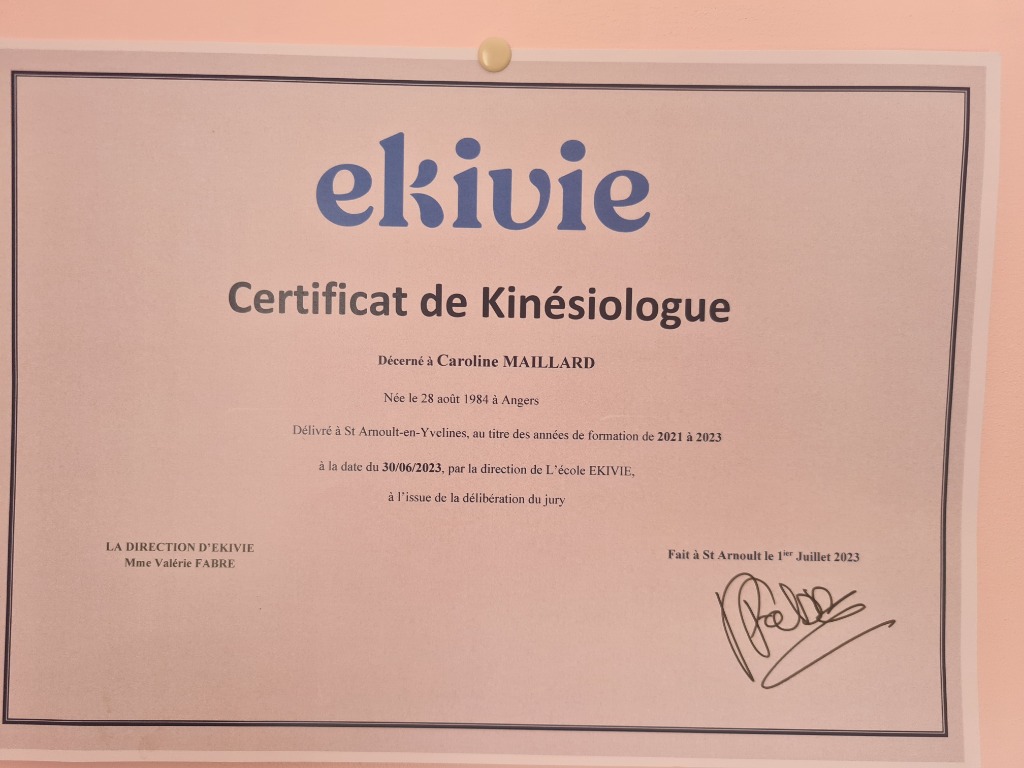 ekivie
Certificat de Kinésiologue
Décerné à Caroline MAILLARD
Née le 28 août 1984 à Angers
Délivré à St Arnoult-en-Yvelines, au titre des années de formation de 2021 à 2023
à la date du 30/06/2023, par la direction de L'école EKIVIE,
à l'issue de la délibération du jury
LA DIRECTION D'EKIVIE
Mme Valérie FABRE
Fait à St Arnoult le 1ier Juillet 2023